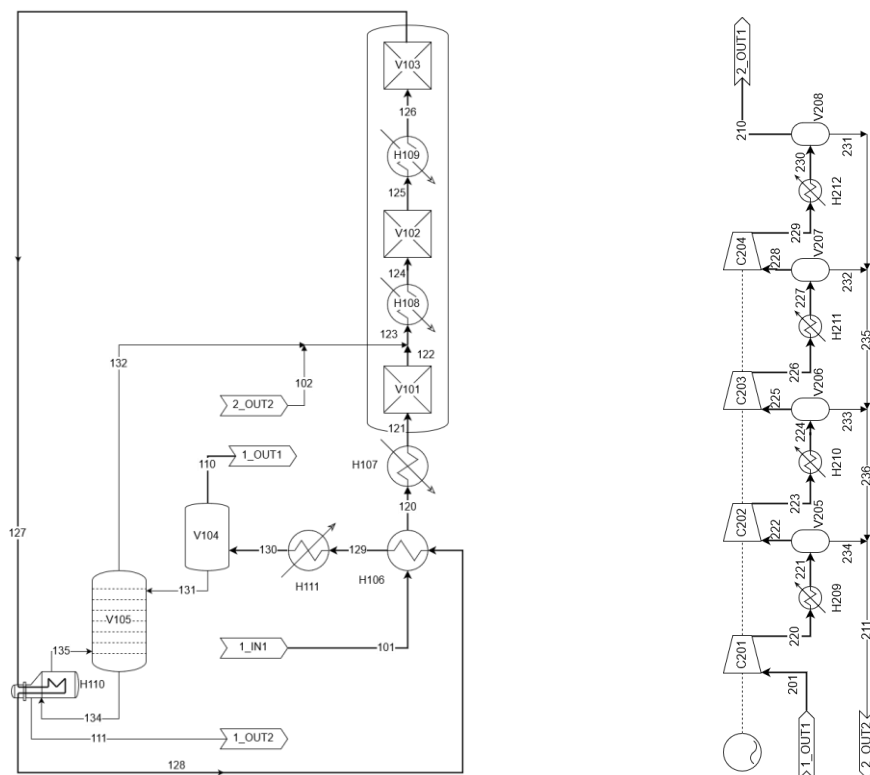 V103
126
H109
125
V102
124
H108
123
132
122
102
2_OUT2
V101
121
110
1_OUT1
H107
120
V104
127
130
129
H111
H106
131
V105
1_IN1
101
135
H110
134
111
1_OUT2
128
2_OUT1
210
V208
231
230
H212
229
V207
C204
228
232
227
H211
235
226
V206
C203
225
233
224
H210
236
223
V205
C202
222
234
221
H209
211
220
C201
201
1_OUT1
2_OUT2